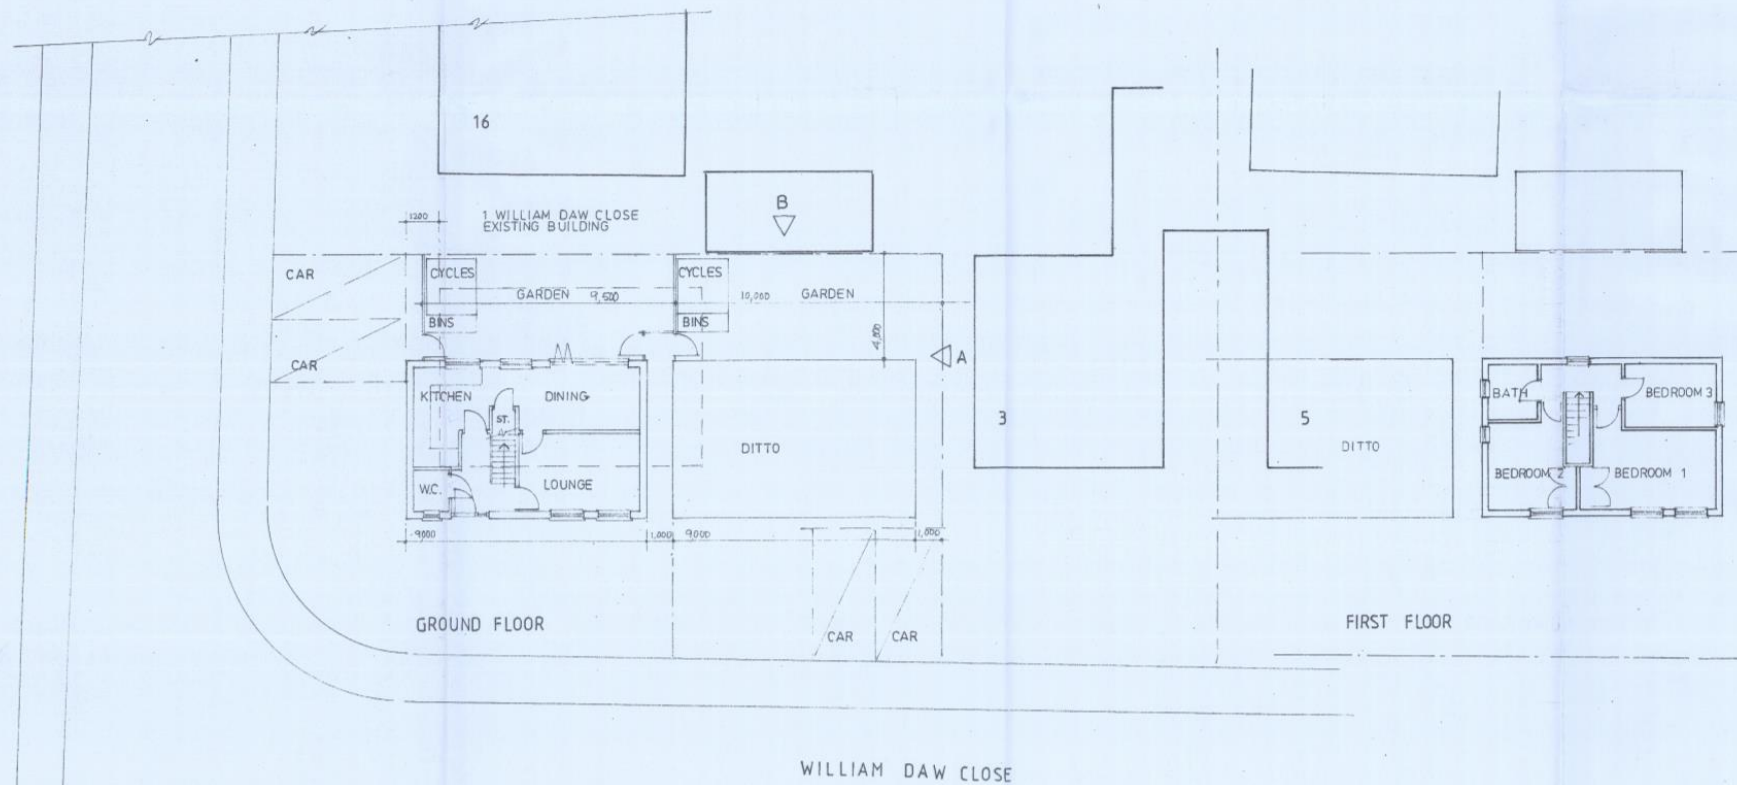 16
B
1200
1 WILLIAM DAW CLOSE
EXISTING BUILDING
CAR
CYCLES
GARDEN
9,500
CYCLES
10,000
GARDEN
BINS
BINS
4,000
A
CAR
KITCHEN
DINING
ST.
DITTO
3
5
DITTO
BATH
BEDROOM 3
W.C.
LOUNGE
BEDROOM 2
BEDROOM 1
9,000
1,000
9,000
1,000
GROUND FLOOR
CAR
CAR
FIRST FLOOR
WILLIAM DAW CLOSE